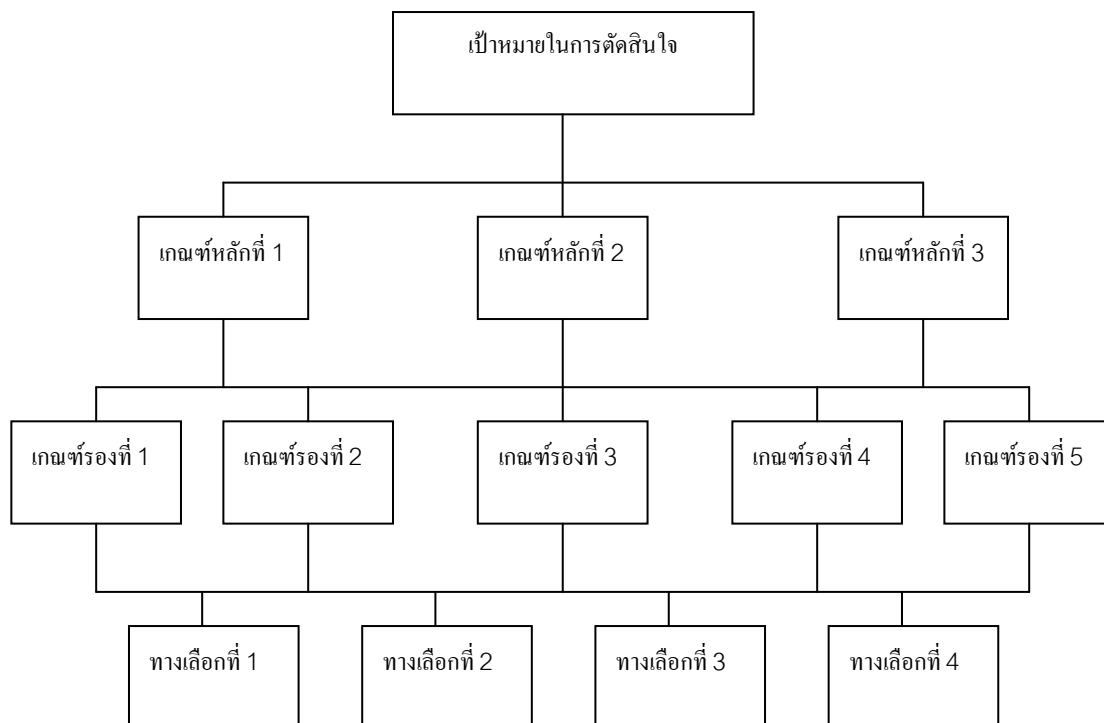 เป้าหมายในการตัดสินใจ
เกณฑ์หลักที่ 1
เกณฑ์หลักที่ 2
เกณฑ์หลักที่ 3
เกณฑ์รองที่ 1
เกณฑ์รองที่ 2
เกณฑ์รองที่ 3
เกณฑ์รองที่ 4
เกณฑ์รองที่ 5
ทางเลือกที่ 1
ทางเลือกที่ 2
ทางเลือกที่ 3
ทางเลือกที่ 4